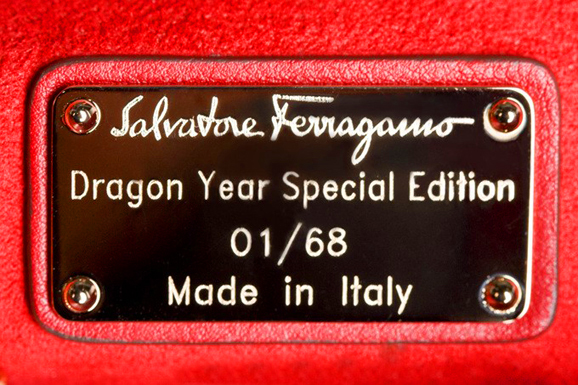 Salvatore Ferragamo
Dragon Year Special Edition
01/68
Made in Italy